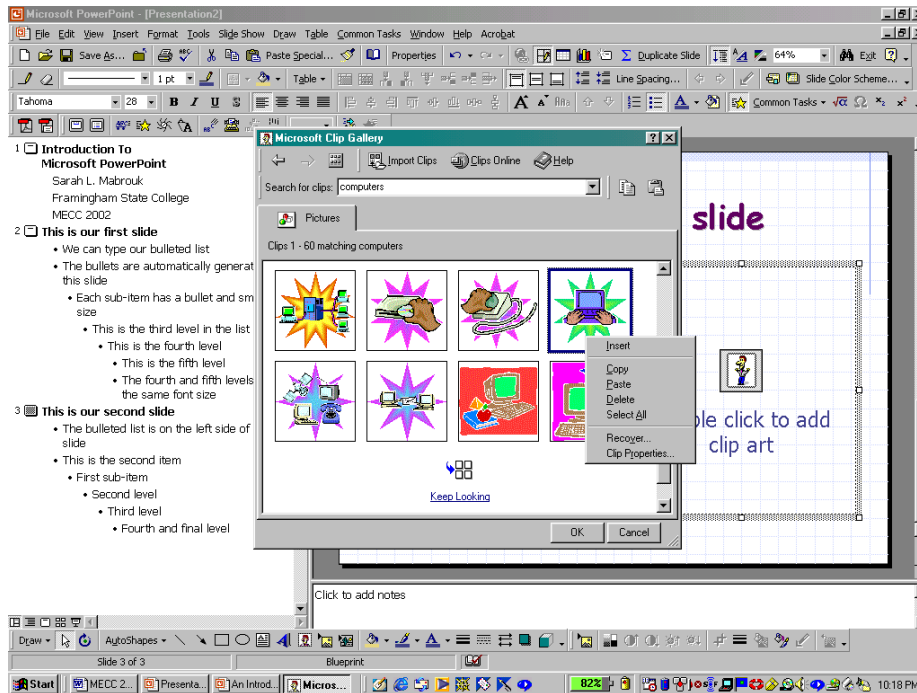 Microsoft PowerPoint - [Presentation2]
File Edit View Insert Format Tools Slide Show Draw Table Common Tasks Window Help Acrobat
Save As... Paste Special... Properties Duplicate Slide 64% Exit
1 pt Table Line Spacing... Slide Color Scheme...
Tahoma 28 B I U S Common Tasks
1 Introduction To
Microsoft PowerPoint
Sarah L. Mabrouk
Framingham State College
MECC 2002
2 This is our first slide
• We can type our bulleted list
• The bullets are automatically generat
this slide
• Each sub-item has a bullet and sm
size
• This is the third level in the list
• This is the fourth level
• This is the fifth level
• The fourth and fifth levels
the same font size
3 This is our second slide
• The bulleted list is on the left side of
slide
• This is the second item
• First sub-item
• Second level
• Third level
• Fourth and final level
Microsoft Clip Gallery
Import Clips Clips Online Help
Search for clips: computers
Pictures
Clips 1 - 60 matching computers
Keep Looking
OK Cancel
Insert
Copy
Paste
Delete
Select All
Recover...
Clip Properties...
slide
ble click to add
clip art
Click to add notes
Draw AutoShapes
Slide 3 of 3 Blueprint
Start MECC 2... Presenta... An Introd... Micros... 82% 10:18 PM